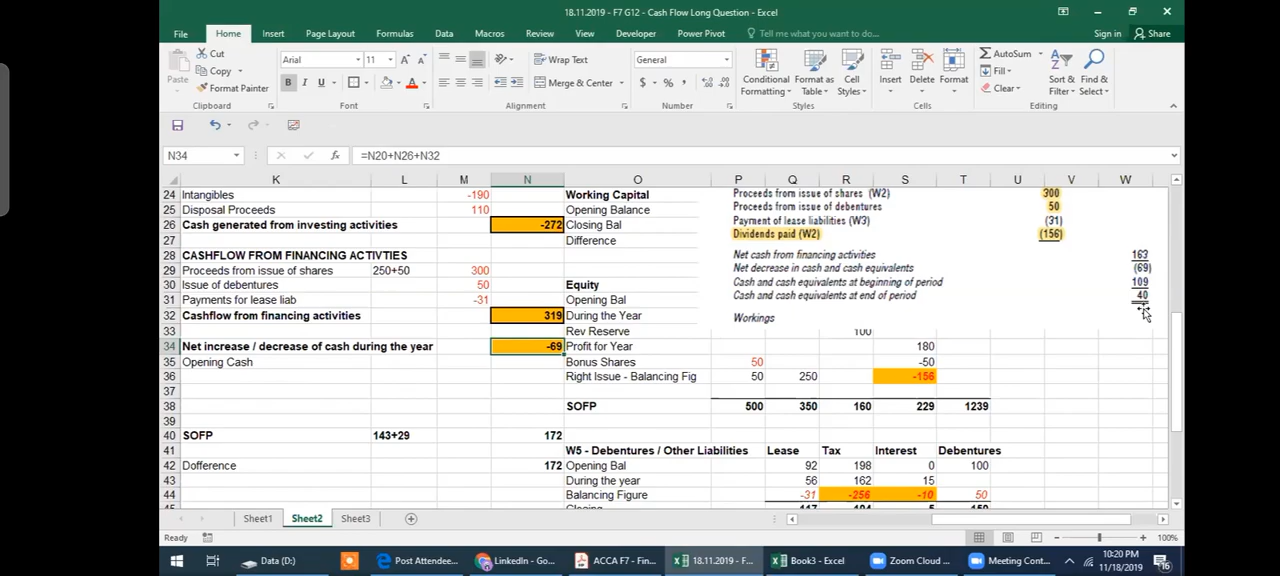 18.11.2019 - F7 G12 - Cash Flow Long Question - Excel
File Home Insert Page Layout Formulas Data Macros Review View Developer Power Pivot Tell me what you want to do... Sign in Share
Cut
Copy
Format Painter
Paste
Arial 11
B I U
Wrap Text
Merge & Center
General
$ %
Conditional Formatting
Format as Table
Cell Styles
Insert Delete Format
AutoSum
Fill
Clear
Sort & Filter
Find & Select
Clipboard Font Alignment Number Styles Cells Editing
N34 fx =N20+N26+N32
K L M N O P Q R S T U V W
24 Intangibles -190 Working Capital
25 Disposal Proceeds 110 Opening Balance
26 Cash generated from investing activities -272 Closing Bal
27 Difference
28 CASHFLOW FROM FINANCING ACTIVTIES
29 Proceeds from issue of shares 250+50 300
30 Issue of debentures 50 Equity
31 Payments for lease liab -31 Opening Bal
32 Cashflow from financing activities 319 During the Year
33 Rev Reserve 100
34 Net increase / decrease of cash during the year -69 Profit for Year 180
35 Opening Cash Bonus Shares 50 -50
36 Right Issue - Balancing Fig 50 250 -156
37
38 SOFP 500 350 160 229 1239
39
40 SOFP 143+29 172
41 W5 - Debentures / Other Liabilities Lease Tax Interest Debentures
42 Dofference 172 Opening Bal 92 198 0 100
43 During the year 56 162 15
44 Balancing Figure -31 -256 -10 50
Proceeds from issue of shares (W2) 300
Proceeds from issue of debentures 50
Payment of lease liabilities (W3) (31)
Dividends paid (W2) (156)
Net cash from financing activities 163
Net decrease in cash and cash equivalents (69)
Cash and cash equivalents at beginning of period 109
Cash and cash equivalents at end of period 40
Workings
Sheet1 Sheet2 Sheet3
Ready 100%
Data (D:) Post Attendee... LinkedIn - Go... ACCA F7 - Fin... 18.11.2019 - F... Book3 - Excel Zoom Cloud ... Meeting Cont... 10:20 PM
11/18/2019
16